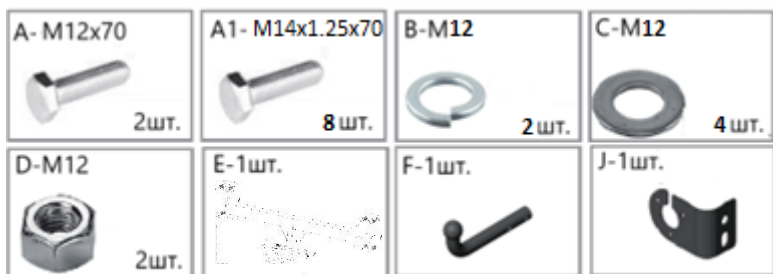 A- M12x70
2шт.
A1- M14x1.25x70
8 шт.
B-M12
2 шт.
C-M12
4 шт.
D-M12
2шт.
E-1шт.
F-1шт.
J-1шт.